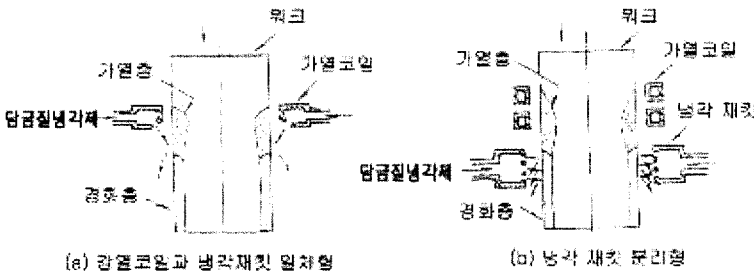 워크
가열층
가열코일
담금질냉각제
경화층
(a) 가열코일과 냉각재킷 일체형
워크
가열층
가열코일
냉각 재킷
담금질냉각제
경화층
(b) 냉각 재킷 분리형